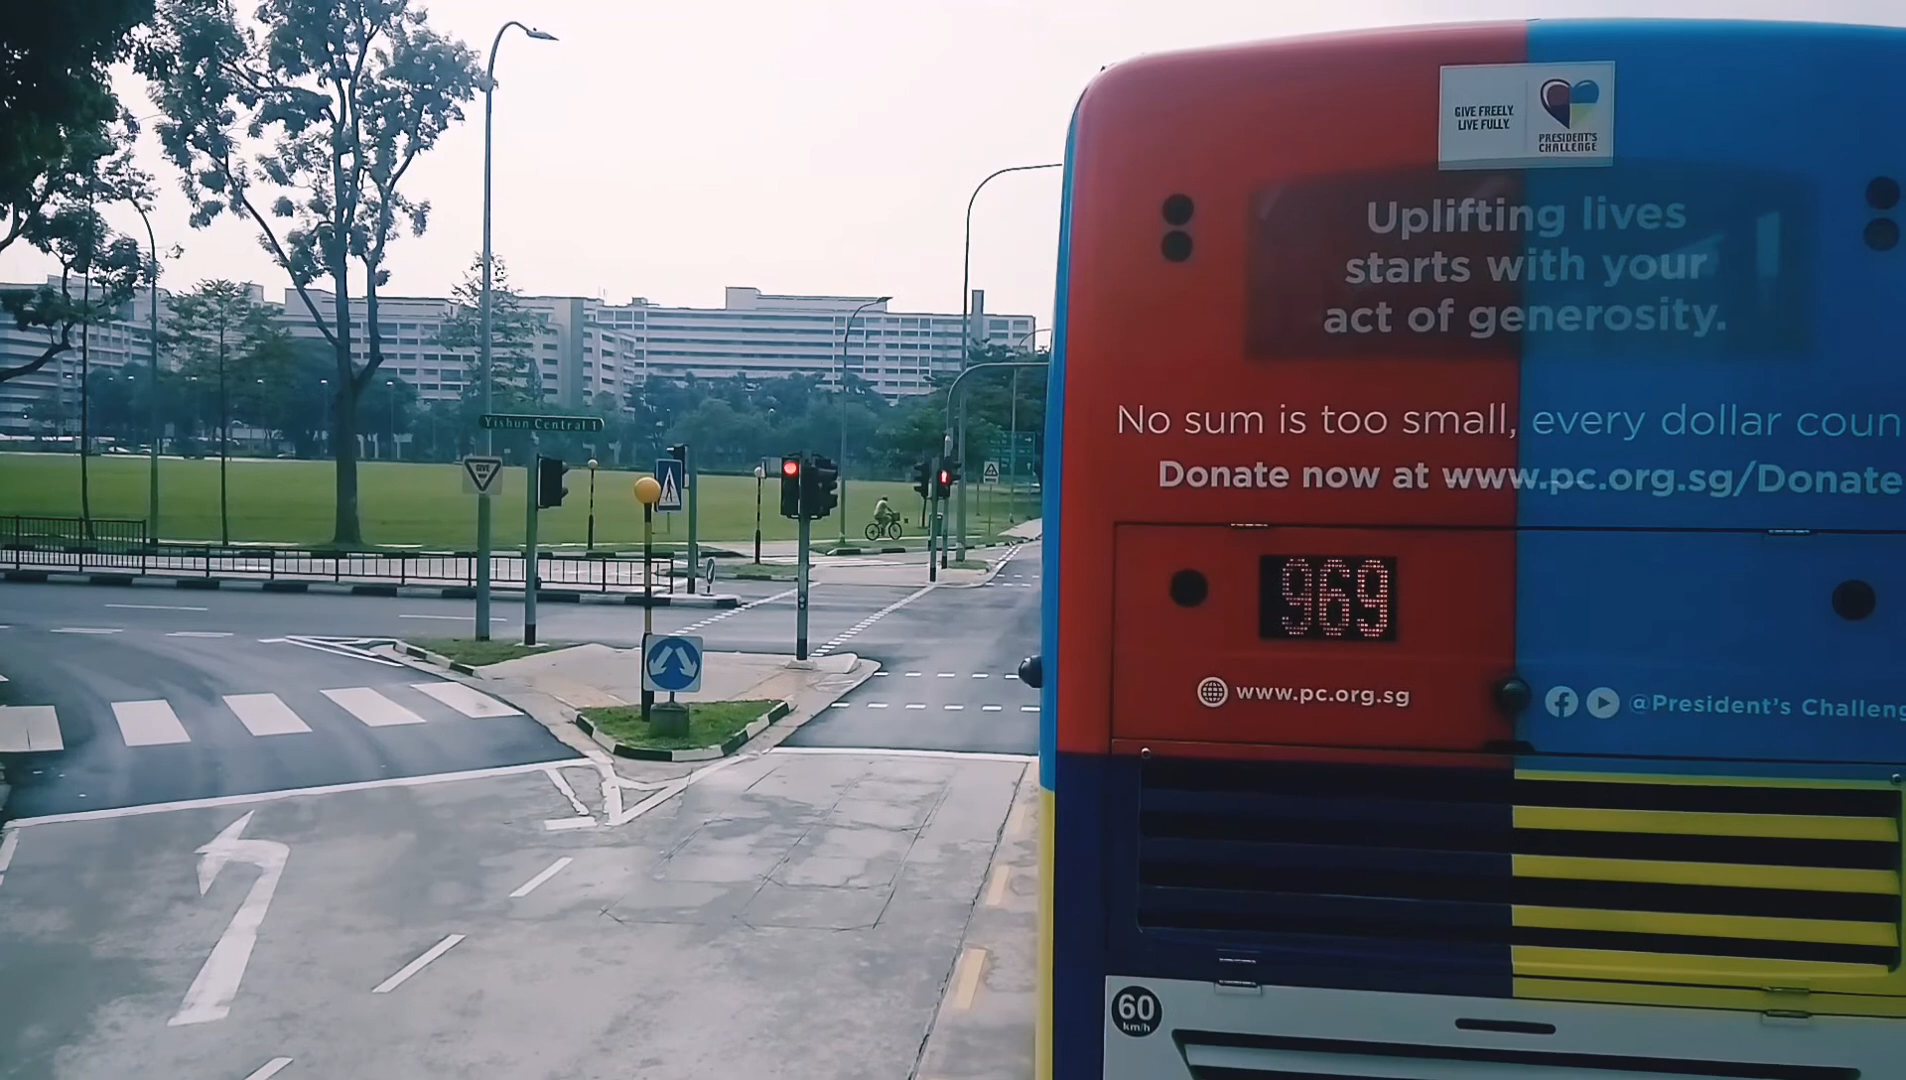 GIVE FREELY.
LIVE FULLY.
PRESIDENT'S
CHALLENGE
Uplifting lives
starts with your
act of generosity.
No sum is too small, every dollar coun
Donate now at www.pc.org.sg/Donate
969
www.pc.org.sg
@President's Challeng
60
km/h
Yishun Central 1
GIVE
WAY